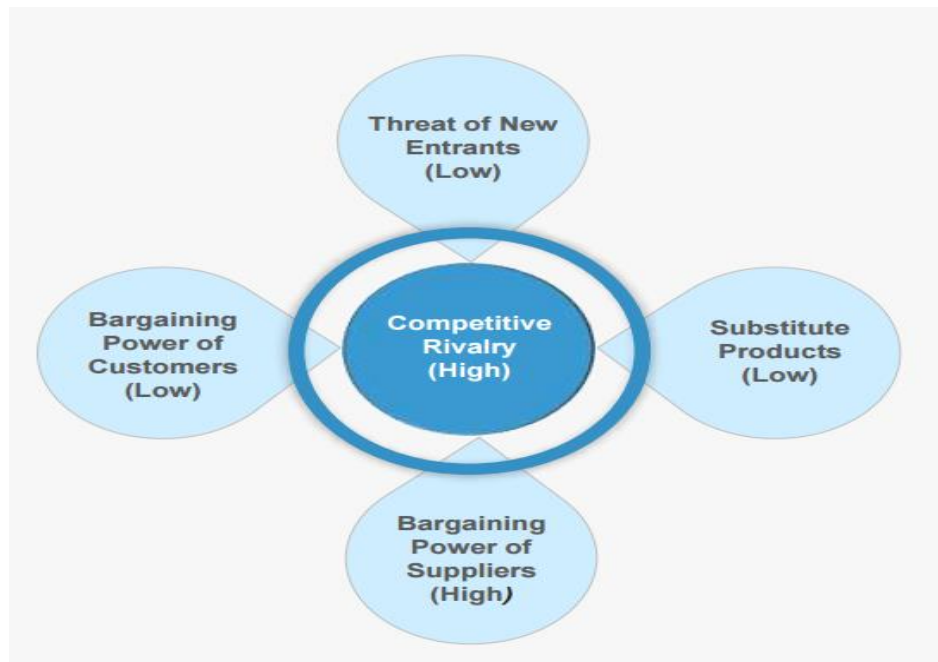 Threat of New
Entrants
(Low)
Bargaining
Power of
Customers
(Low)
Competitive
Rivalry
(High)
Substitute
Products
(Low)
Bargaining
Power of
Suppliers
(High)